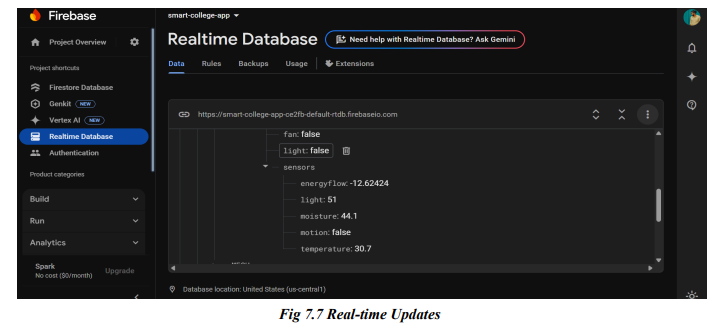 Firebase
smart-college-app
Project Overview
Realtime Database
Need help with Realtime Database? Ask Gemini
Project shortcuts
Data Rules Backups Usage Extensions
Firestore Database
Genkit NEW
Vertex AI NEW
Realtime Database
Authentication
https://smart-college-app-ce2fb-default-rtdb.firebaseio.com
fan: false
light: false
sensors
energyflow: -12.62424
light: 51
moisture: 44.1
motion: false
temperature: 30.7
Product categories
Build
Run
Analytics
Spark
No cost ($0/month)
Upgrade
Database location: United States (us-central1)
Fig 7.7 Real-time Updates